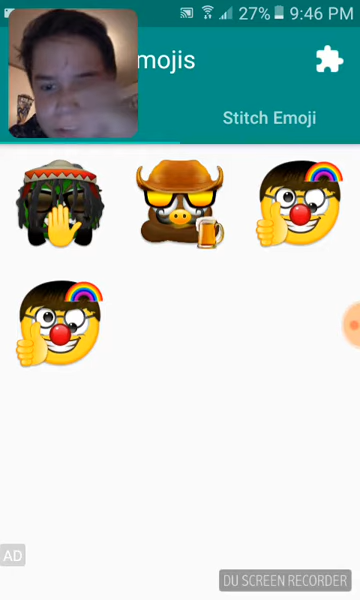 27% 9:46 PM
mojis
Stitch Emoji
AD
DU SCREEN RECORDER